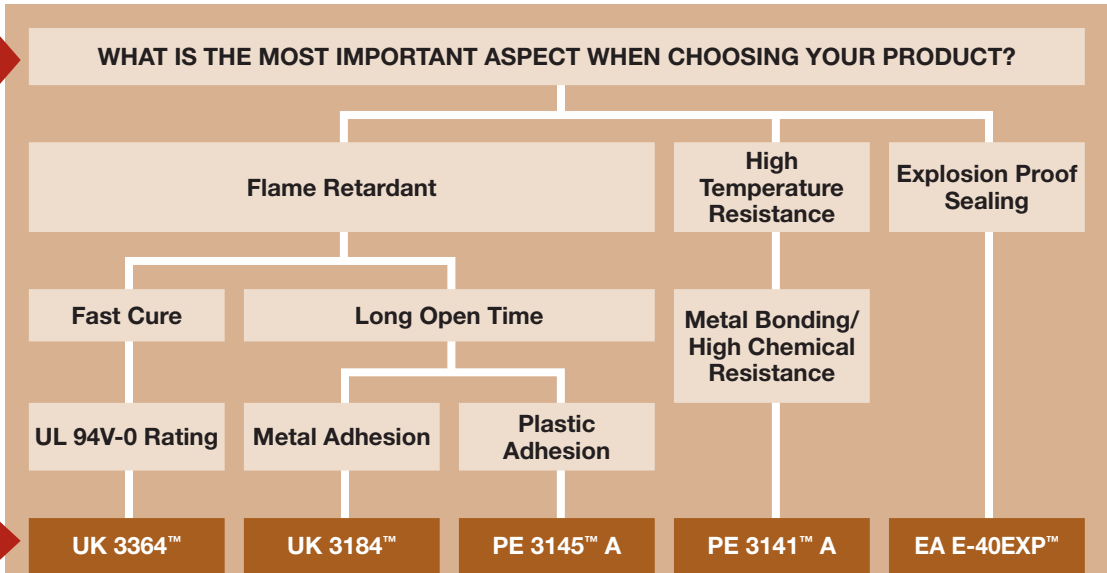 WHAT IS THE MOST IMPORTANT ASPECT WHEN CHOOSING YOUR PRODUCT?
Flame Retardant
High
Temperature
Resistance
Explosion Proof
Sealing
Fast Cure
Long Open Time
Metal Bonding/
High Chemical
Resistance
UL 94V-0 Rating
Metal Adhesion
Plastic
Adhesion
UK 3364™
UK 3184™
PE 3145™ A
PE 3141™ A
EA E-40EXP™